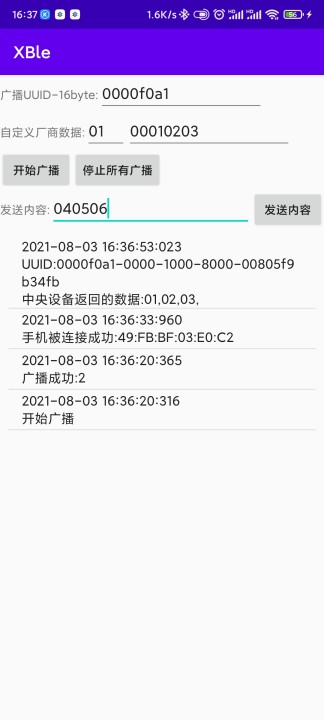 16:37 1.6K/s HD HD 56
XBle
广播UUID-16byte: 0000f0a1
自定义厂商数据: 01 00010203
开始广播 停止所有广播
发送内容: 040506 发送内容
2021-08-03 16:36:53:023
UUID:0000f0a1-0000-1000-8000-00805f9
b34fb
中央设备返回的数据:01,02,03,
2021-08-03 16:36:33:960
手机被连接成功:49:FB:BF:03:E0:C2
2021-08-03 16:36:20:365
广播成功:2
2021-08-03 16:36:20:316
开始广播